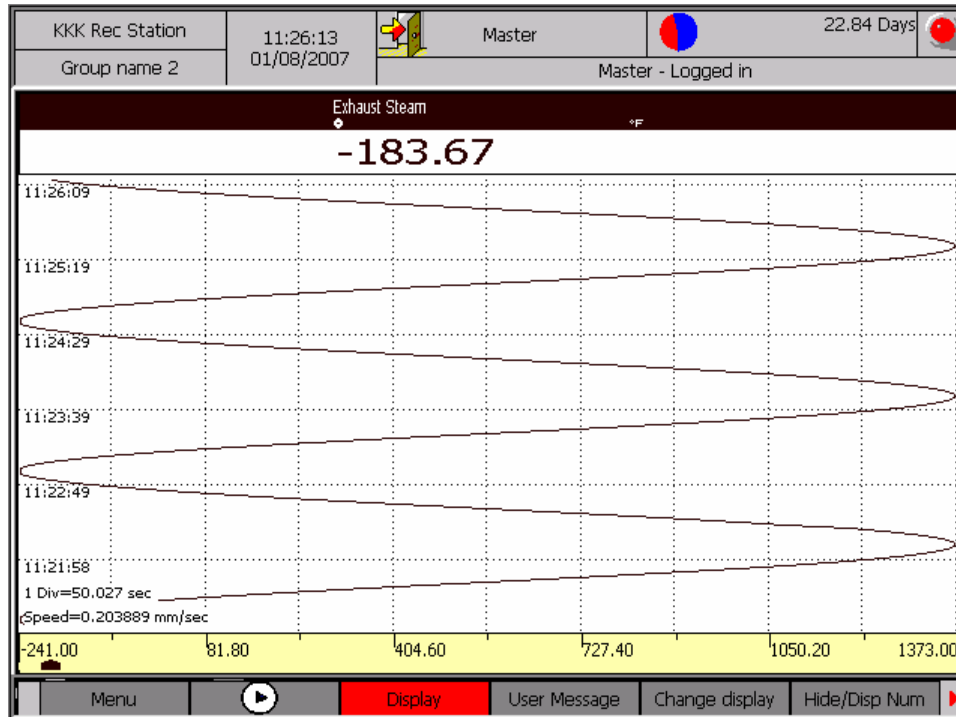 KKK Rec Station
Group name 2
11:26:13
01/08/2007
Master
22.84 Days
Master - Logged in
Exhaust Steam
°F
-183.67
11:26:09
11:25:19
11:24:29
11:23:39
11:22:49
11:21:58
1 Div=50.027 sec
Speed=0.203889 mm/sec
-241.00 81.80 404.60 727.40 1050.20 1373.00
Menu Display User Message Change display Hide/Disp Num